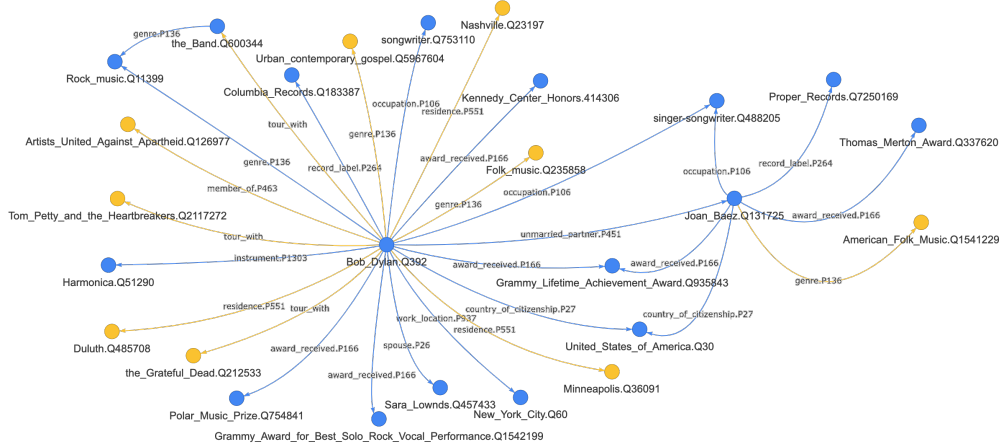 Nashville.Q23197
genre.P136
the_Band.Q600344
songwriter.Q753110
Urban_contemporary_gospel.Q5967604
Rock_music.Q11399
Columbia_Records.Q183387
Kennedy_Center_Honors.414306
Proper_Records.Q7250169
occupation.P106
residence.P551
singer-songwriter.Q488205
tour_with
genre.P136
Artists_United_Against_Apartheid.Q126977
Thomas_Merton_Award.Q337620
genre.P136
record_label.P264
award_received.P166
Folk_music.Q235858
record_label.P264
occupation.P106
member_of.P463
occupation.P106
genre.P136
Tom_Petty_and_the_Heartbreakers.Q2117272
Joan_Baez.Q131725
award_received.P166
tour_with
unmarried_partner.P451
American_Folk_Music.Q1541229
instrument.P1303
Bob_Dylan.Q392
award_received.P166
award_received.P166
Harmonica.Q51290
Grammy_Lifetime_Achievement_Award.Q935843
genre.P136
residence.P551
tour_with
country_of_citizenship.P27
country_of_citizenship.P27
work_location.P937
residence.P551
Duluth.Q485708
award_received.P166
spouse.P26
United_States_of_America.Q30
the_Grateful_Dead.Q212533
award_received.P166
Minneapolis.Q36091
Sara_Lownds.Q457433
Polar_Music_Prize.Q754841
New_York_City.Q60
Grammy_Award_for_Best_Solo_Rock_Vocal_Performance.Q1542199